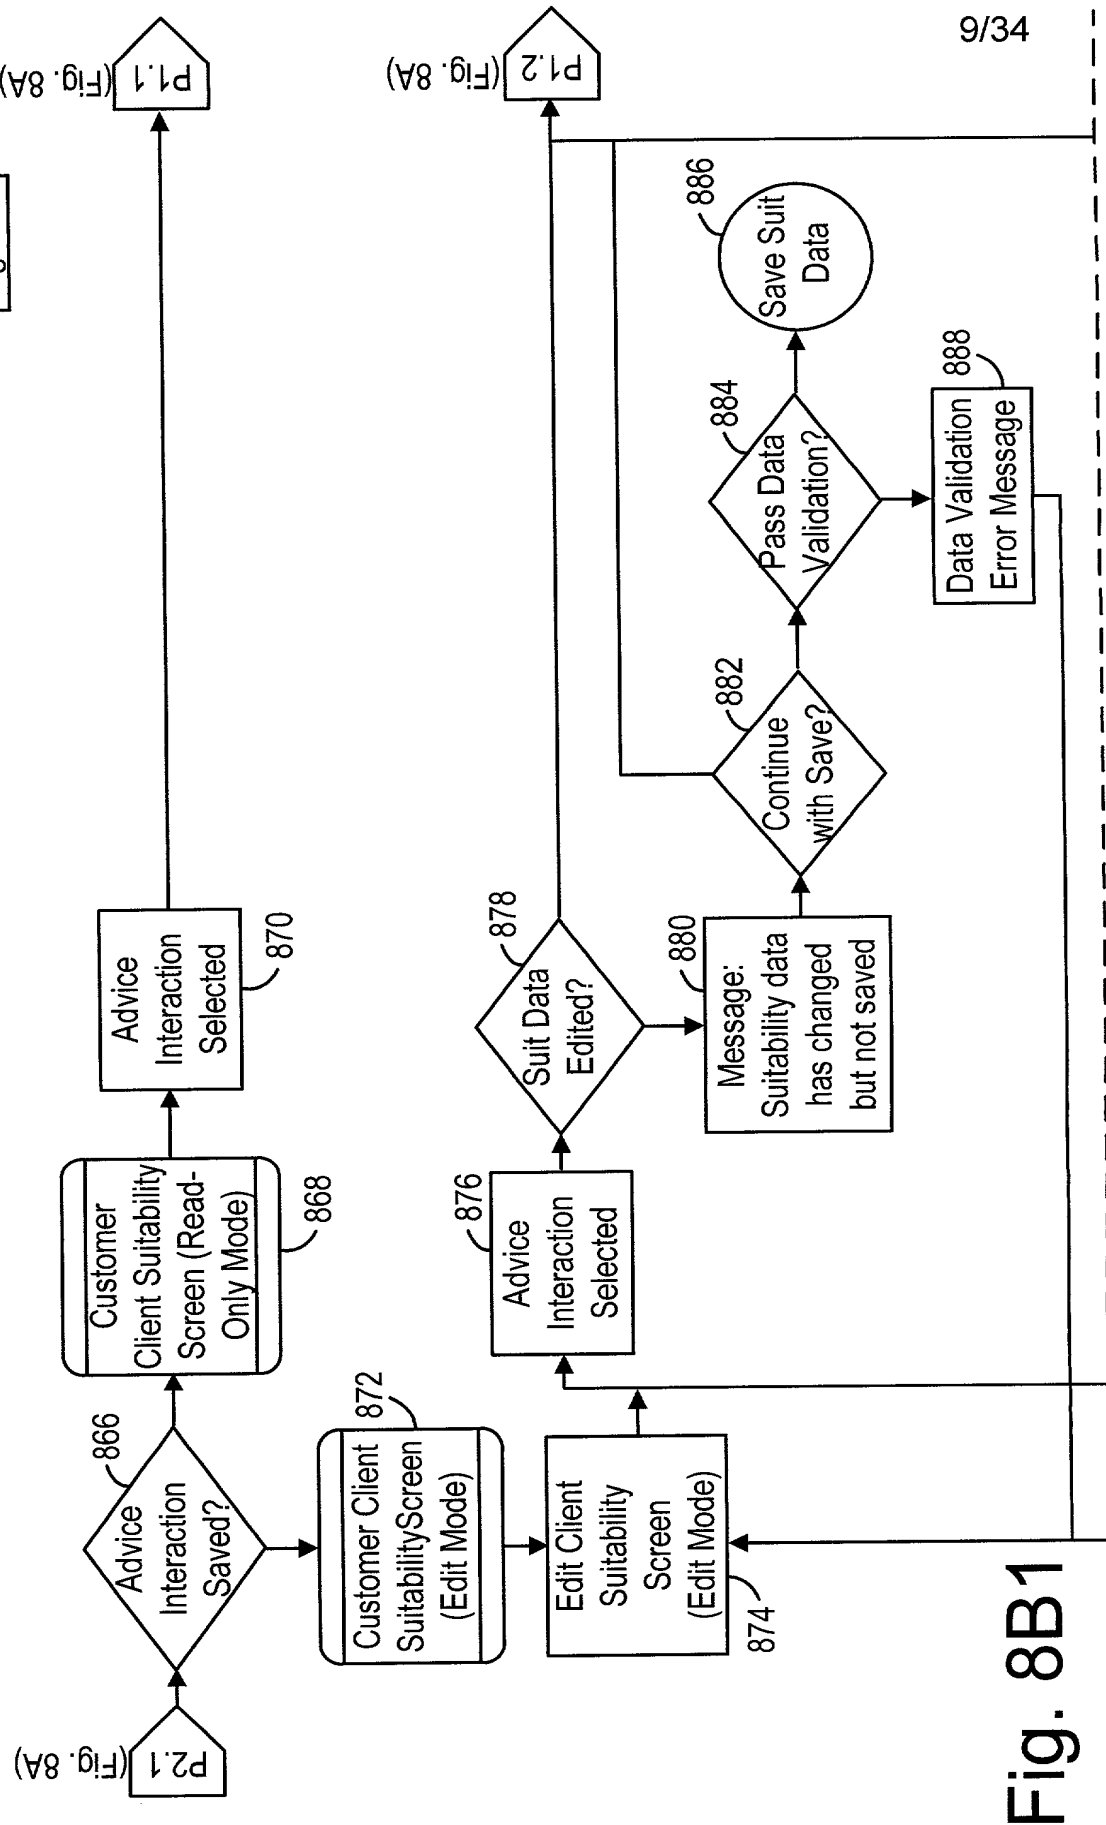 9/34
P2.1
(Fig. 8A)
Advice
Interaction
Saved?
866
Customer
Client Suitability
Screen (Read-
Only Mode)
868
Advice
Interaction
Selected
870
P1.1
(Fig. 8A)
Customer Client
SuitabilityScreen
(Edit Mode)
872
Edit Client
Suitability
Screen
(Edit Mode)
874
Advice
Interaction
Selected
876
Suit Data
Edited?
878
P1.2
(Fig. 8A)
Message:
Suitability data
has changed
but not saved
880
Continue
with Save?
882
Pass Data
Validation?
884
Save Suit
Data
886
Data Validation
Error Message
888
Fig. 8B1